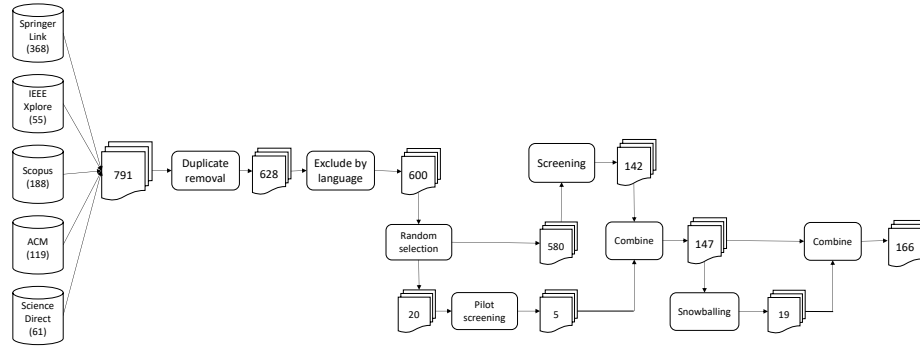 Springer
Link
(368)
IEEE
Xplore
(55)
Scopus
(188)
ACM
(119)
Science
Direct
(61)
791
Duplicate
removal
628
Exclude by
language
600
Random
selection
20
Pilot
screening
5
580
Screening
142
Combine
147
Snowballing
19
Combine
166